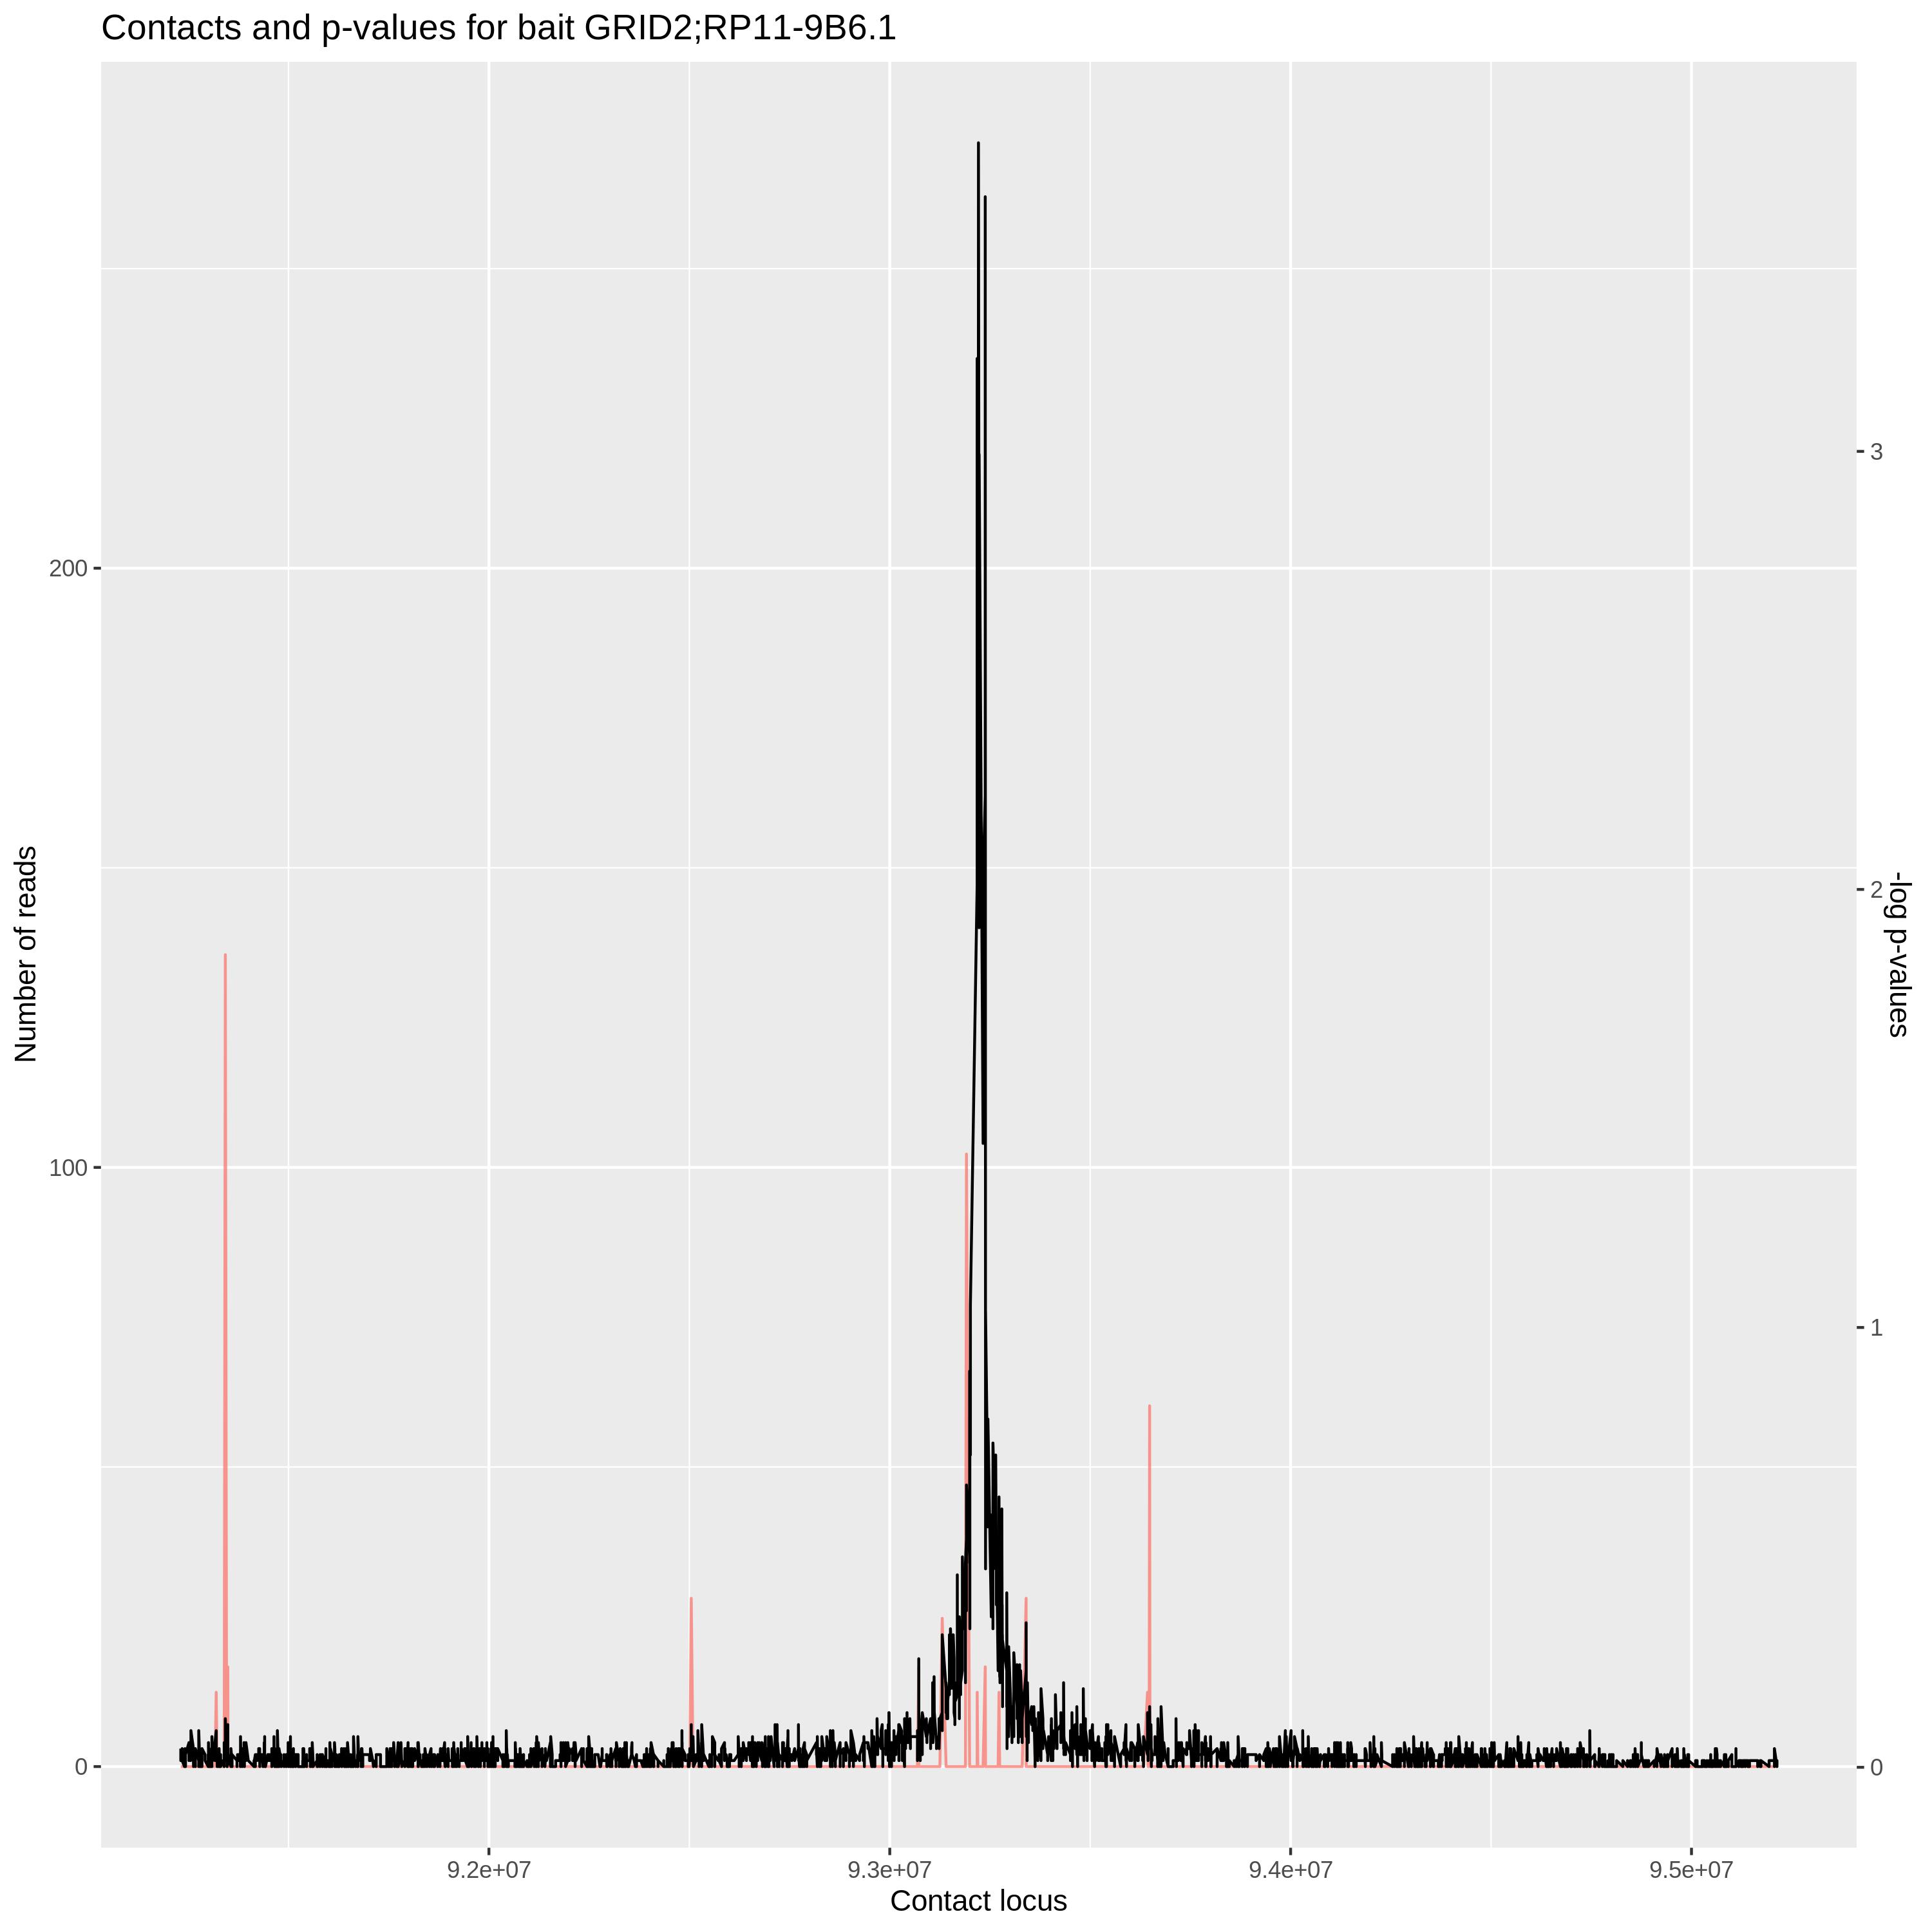 Contacts and p-values for bait GRID2;RP11-9B6.1
Number of reads
200
100
0
3
2
1
0
-log p-values
9.2e+07
9.3e+07
9.4e+07
9.5e+07
Contact locus